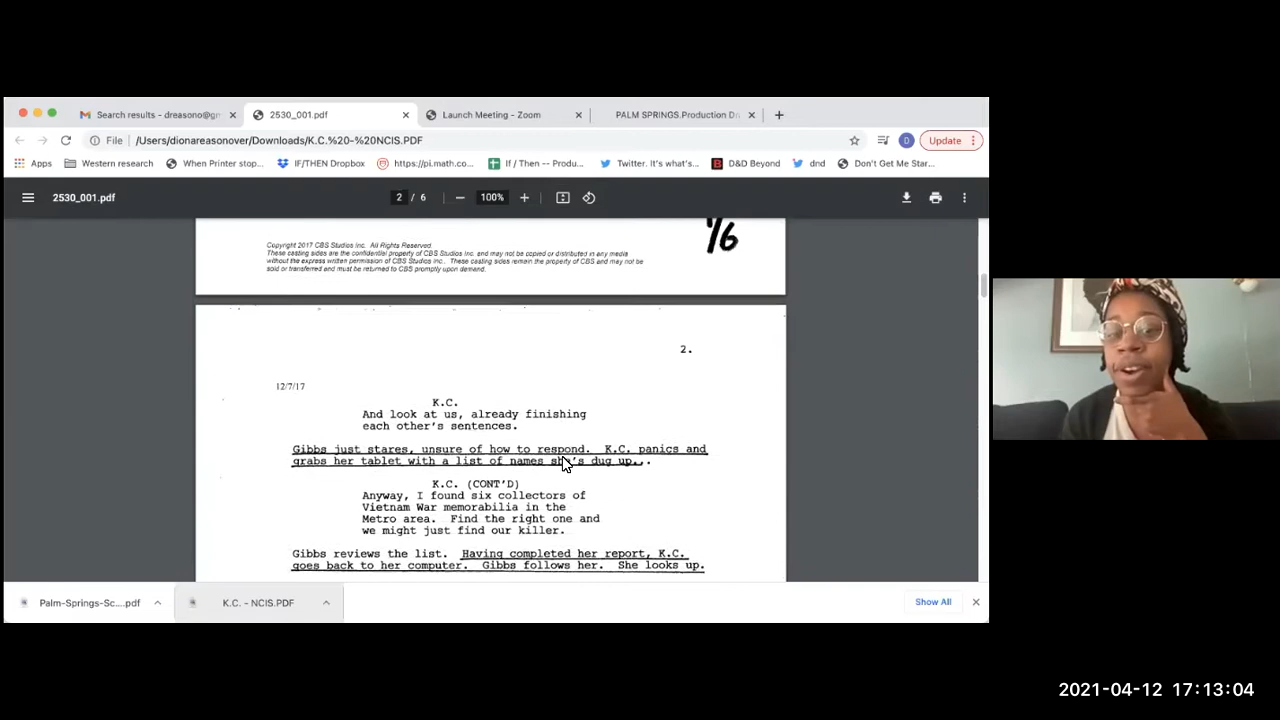 Search results - dreasono@gm
2530_001.pdf
Launch Meeting - Zoom
PALM SPRINGS.Production Dr
File
/Users/dionareasonover/Downloads/K.C.%20-%20NCIS.PDF
D
Update
Apps
Western research
When Printer stop...
IF/THEN Dropbox
https://pi.math.co...
If / Then -- Produ...
Twitter. It's what's...
D&D Beyond
dnd
Don't Get Me Star...
2530_001.pdf
2 / 6
100%
Copyright 2017 CBS Studios Inc. All Rights Reserved.
These casting sides are the confidential property of CBS Studios Inc. and may not be copied or distributed in any media
without the express written permission of CBS Studios Inc. These casting sides remain the property of CBS and may not be
sold or transferred and must be returned to CBS promptly upon demand.
1/6
2.
12/7/17
K.C.
And look at us, already finishing
each other's sentences.
Gibbs just stares, unsure of how to respond. K.C. panics and
grabs her tablet with a list of names she's dug up...
K.C. (CONT'D)
Anyway, I found six collectors of
Vietnam War memorabilia in the
Metro area. Find the right one and
we might just find our killer.
Gibbs reviews the list. Having completed her report, K.C.
goes back to her computer. Gibbs follows her. She looks up.
Palm-Springs-Sc....pdf
K.C. - NCIS.PDF
Show All
2021-04-12 17:13:04